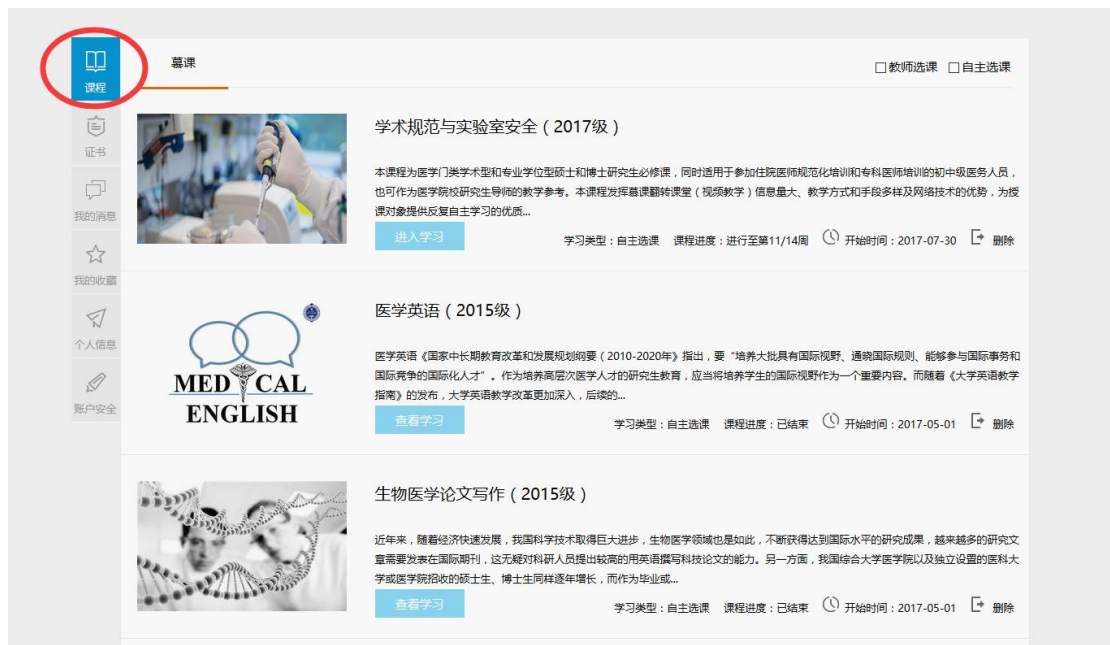 课程
证书
我的消息
我的收藏
个人信息
账户安全
慕课
教师选课 自主选课
学术规范与实验室安全（2017级）
本课程为医学门类学术型和专业学位型硕士和博士研究生必修课，同时适用于参加住院医师规范化培训和专科医师培训的初中级医务人员，
也可作为医学院校研究生导师的教学参考。本课程发挥慕课翻转课堂（视频教学）信息量大、教学方式和手段多样及网络技术的优势，为授
课对象提供反复自主学习的优质...
进入学习
学习类型：自主选课 课程进度：进行至第11/14周 开始时间：2017-07-30 删除
MEDICAL
ENGLISH
医学英语（2015级）
医学英语《国家中长期教育改革和发展规划纲要（2010-2020年》指出，要“培养大批具有国际视野、通晓国际规则、能够参与国际事务和
国际竞争的国际化人才”。作为培养高层次医学人才的研究生教育，应当将培养学生的国际视野作为一个重要内容。而随着《大学英语教学
指南》的发布，大学英语教学改革更加深入，后续的...
查看学习
学习类型：自主选课 课程进度：已结束 开始时间：2017-05-01 删除
生物医学论文写作（2015级）
近年来，随着经济快速发展，我国科学技术取得巨大进步，生物医学领域也是如此，不断获得达到国际水平的研究成果，越来越多的研究文
章需要发表在国际期刊，这无疑对科研人员提出较高的用英语撰写科技论文的能力。另一方面，我国综合大学医学院以及独立设置的医科大
学或医学院招收的硕士生、博士生同样逐年增长，而作为毕业或...
查看学习
学习类型：自主选课 课程进度：已结束 开始时间：2017-05-01 删除